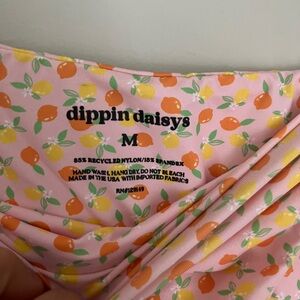 dippin daisys
M
85% RECYCLED NYLON/15% SPANDEX
HAND WASH, HANG DRY, DO NOT IN BLEACH
MADE IN THE USA WITH IMPORTED FABRICS